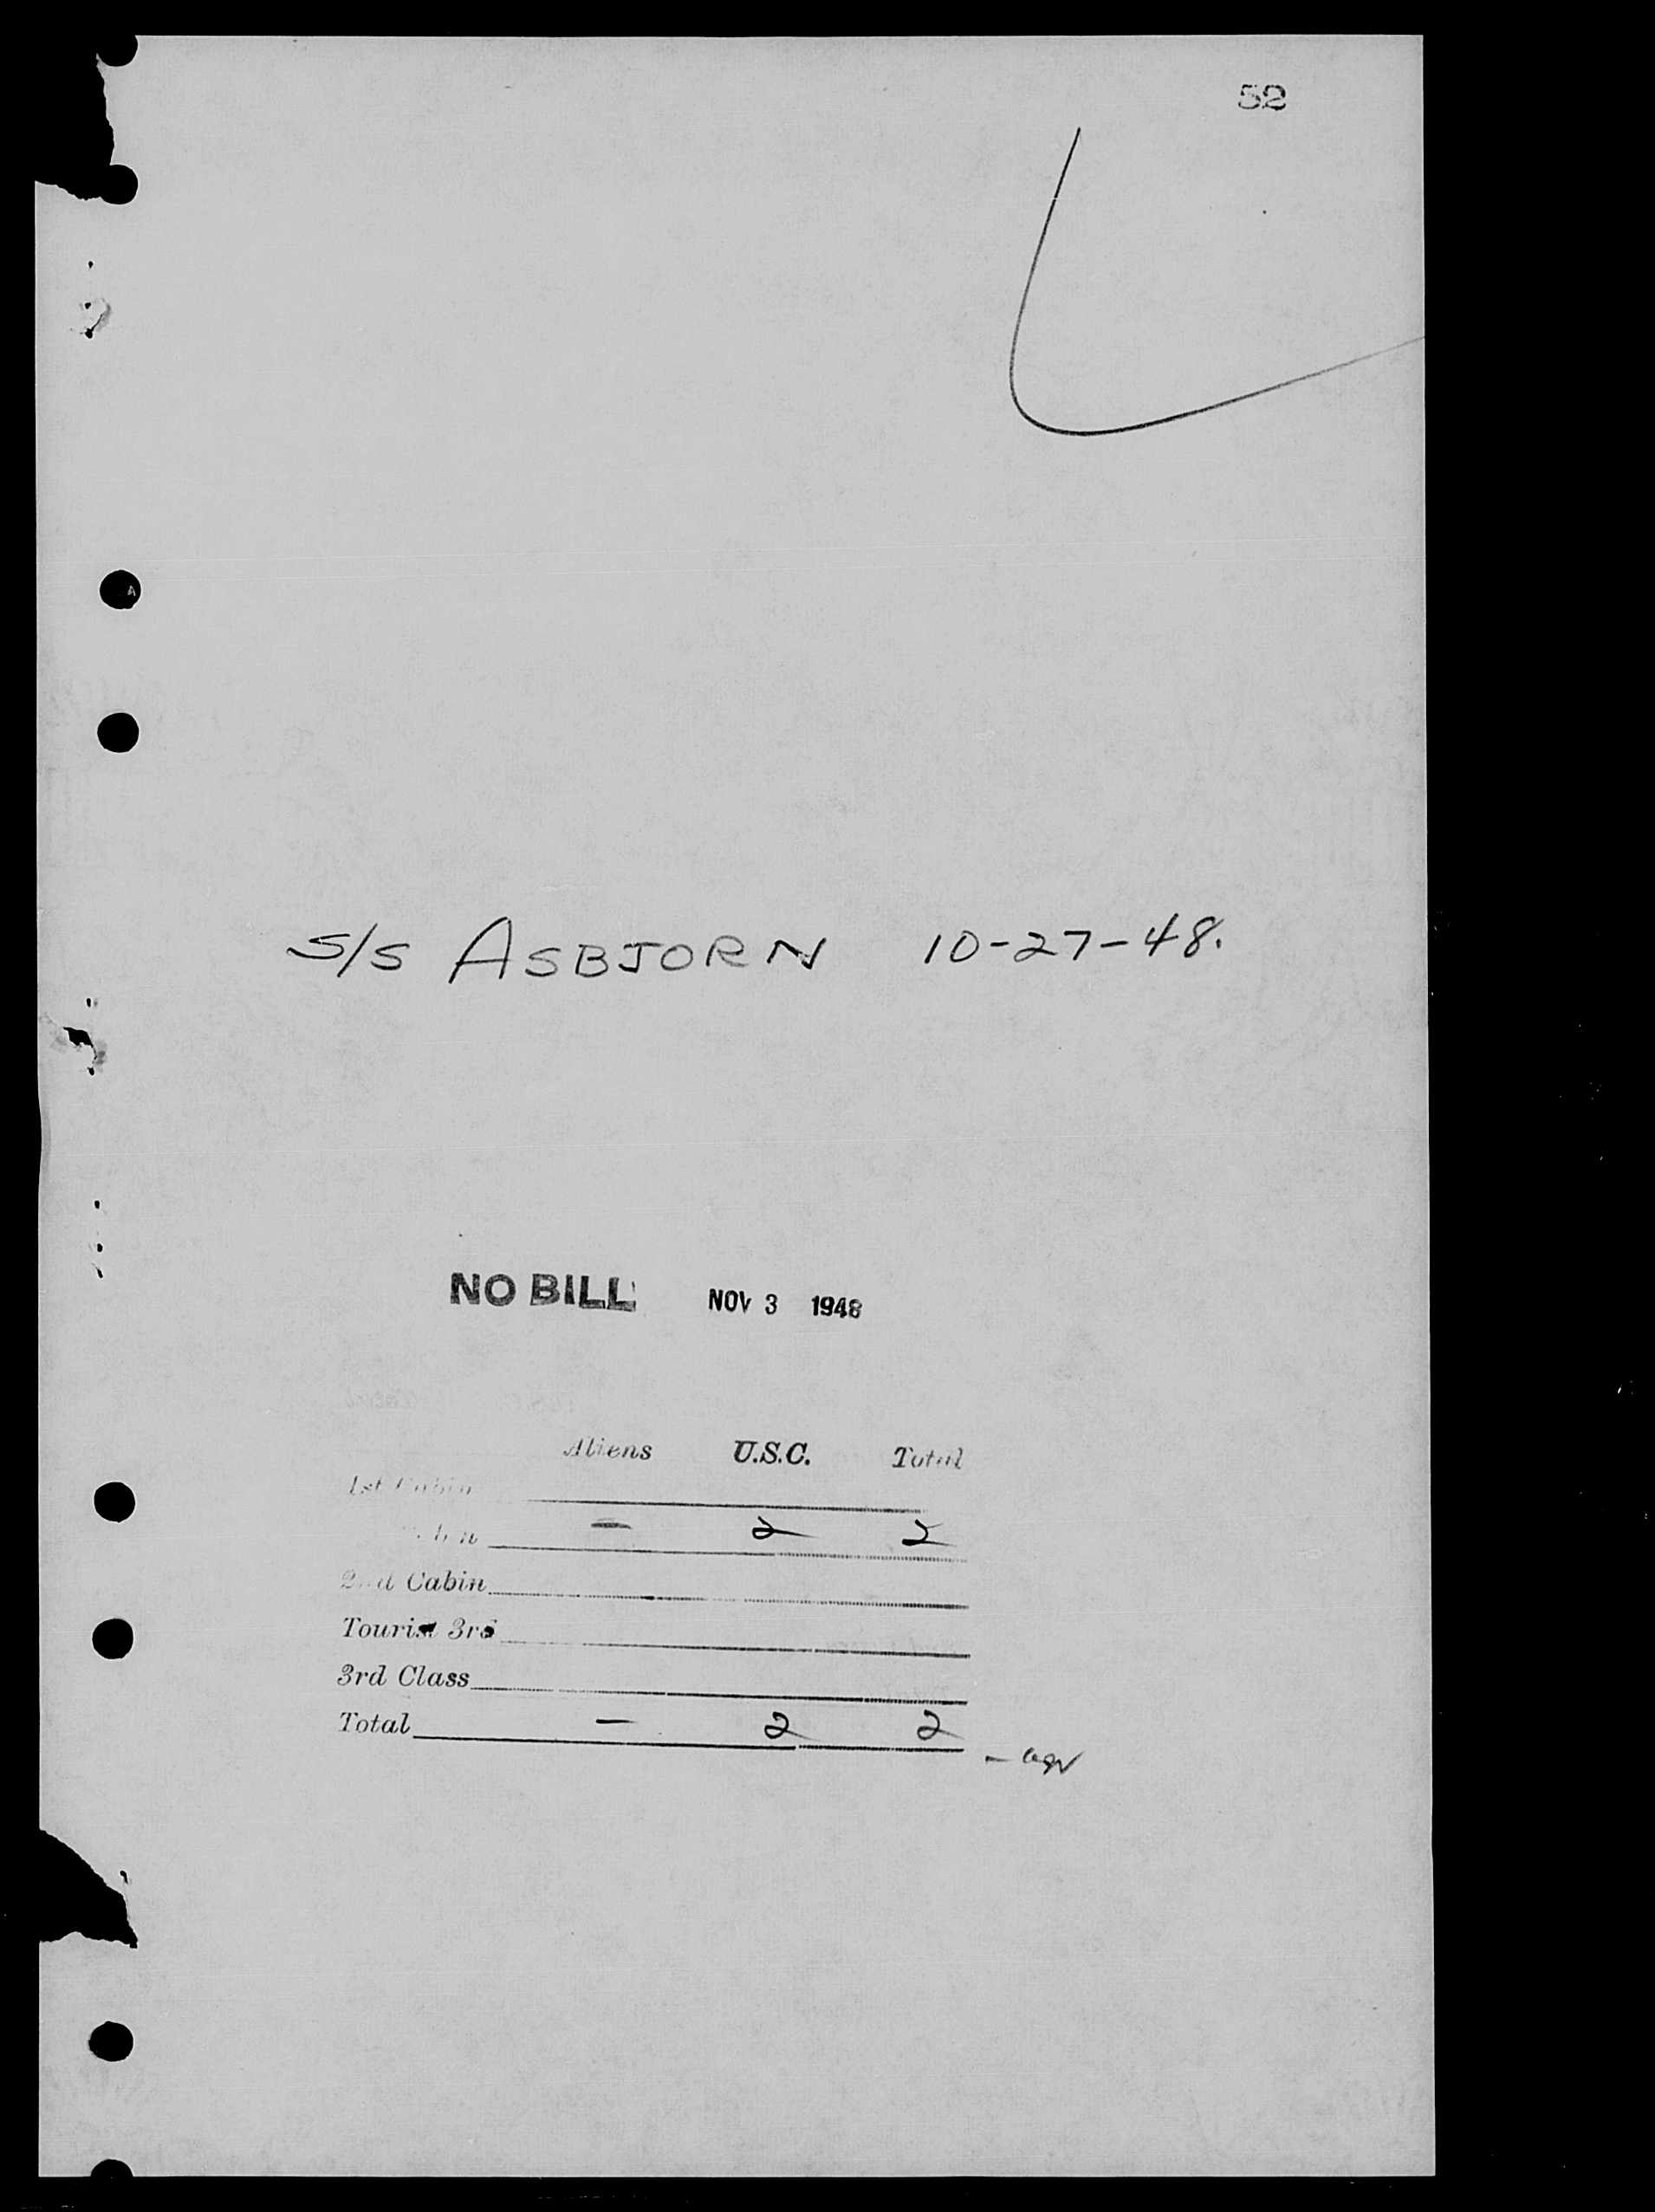 52
S/S ASBJORN 10-27-48.
NO BILL NOV 3 1948
Aliens U.S.C. Total
1st Cabin
— 2 2
2nd Cabin
Tourist 3rd
3rd Class
Total — 2 2